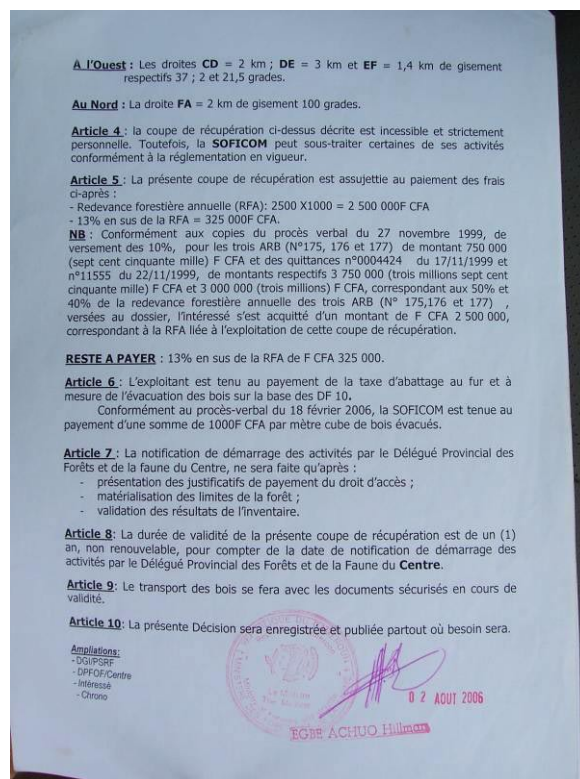 À l'Ouest : Les droites CD = 2 km ; DE = 3 km et EF = 1,4 km de gisement
respectifs 37 ; 2 et 21,5 grades.
Au Nord : La droite FA = 2 km de gisement 100 grades.
Article 4 : la coupe de récupération ci-dessus décrite est incessible et strictement
personnelle. Toutefois, la SOFICOM peut sous-traiter certaines de ses activités
conformément à la réglementation en vigueur.
Article 5 : La présente coupe de récupération est assujettie au paiement des frais
ci-après :
- Redevance forestière annuelle (RFA): 2500 X1000 = 2 500 000F CFA
- 13% en sus de la RFA = 325 000F CFA.
NB : Conformément aux copies du procès verbal du 27 novembre 1999, de
versement des 10%, pour les trois ARB (N°175, 176 et 177) de montant 750 000
(sept cent cinquante mille) F CFA et des quittances n°0004424 du 17/11/1999 et
n°11555 du 22/11/1999, de montants respectifs 3 750 000 (trois millions sept cent
cinquante mille) F CFA et 3 000 000 (trois millions) F CFA, correspondant aux 50% et
40% de la redevance forestière annuelle des trois ARB (N° 175,176 et 177) ,
versées au dossier, l'intéressé s'est acquitté d'un montant de F CFA 2 500 000,
correspondant à la RFA liée à l'exploitation de cette coupe de récupération.
RESTE A PAYER : 13% en sus de la RFA de F CFA 325 000.
Article 6 : L'exploitant est tenu au payement de la taxe d'abattage au fur et à
mesure de l'évacuation des bois sur la base des DF 10.
Conformément au procès-verbal du 18 février 2006, la SOFICOM est tenue au
payement d'une somme de 1000F CFA par mètre cube de bois évacués.
Article 7 : La notification de démarrage des activités par le Délégué Provincial des
Forêts et de la faune du Centre, ne sera faite qu'après :
- présentation des justificatifs de payement du droit d'accès ;
- matérialisation des limites de la forêt ;
- validation des résultats de l'inventaire.
Article 8: La durée de validité de la présente coupe de récupération est de un (1)
an, non renouvelable, pour compter de la date de notification de démarrage des
activités par le Délégué Provincial des Forêts et de la Faune du Centre.
Article 9: Le transport des bois se fera avec les documents sécurisés en cours de
validité.
Article 10: La présente Décision sera enregistrée et publiée partout où besoin sera.
Ampliations:
- DGI/PSRF
- DPFOF/Centre
- Intéressé
- Chrono
0 2 AOUT 2006
EGBE ACHUO Hillman